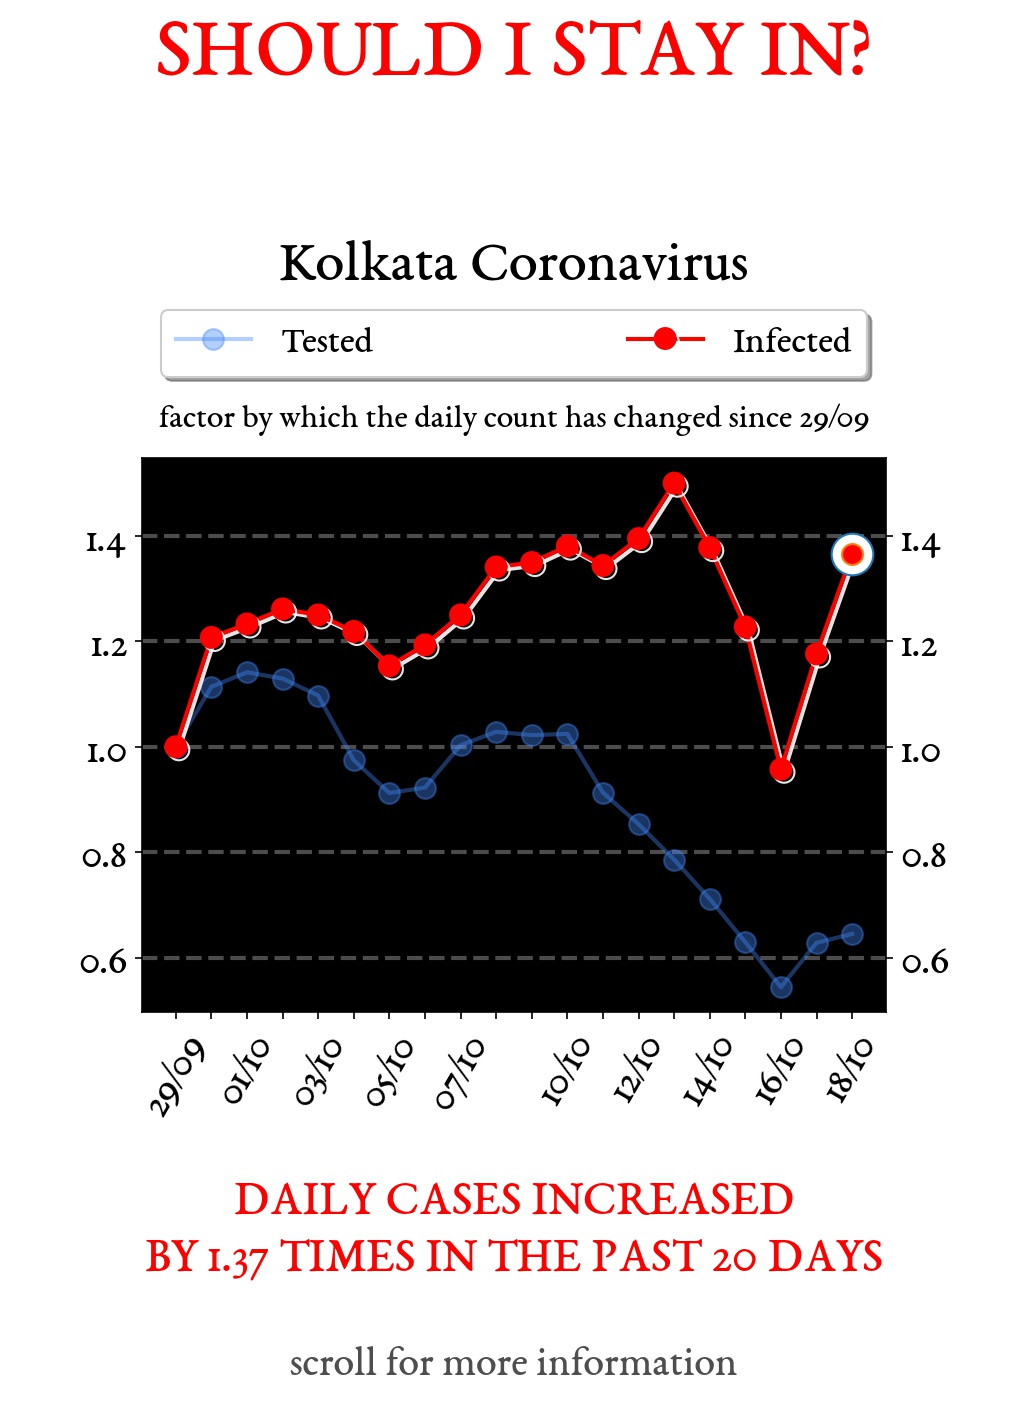 SHOULD I STAY IN?
Kolkata Coronavirus
Tested Infected
factor by which the daily count has changed since 29/09
1.4 1.4
1.2 1.2
1.0 1.0
0.8 0.8
0.6 0.6
29/09 01/10 03/10 05/10 07/10 10/10 12/10 14/10 16/10 18/10
DAILY CASES INCREASED
BY 1.37 TIMES IN THE PAST 20 DAYS
scroll for more information